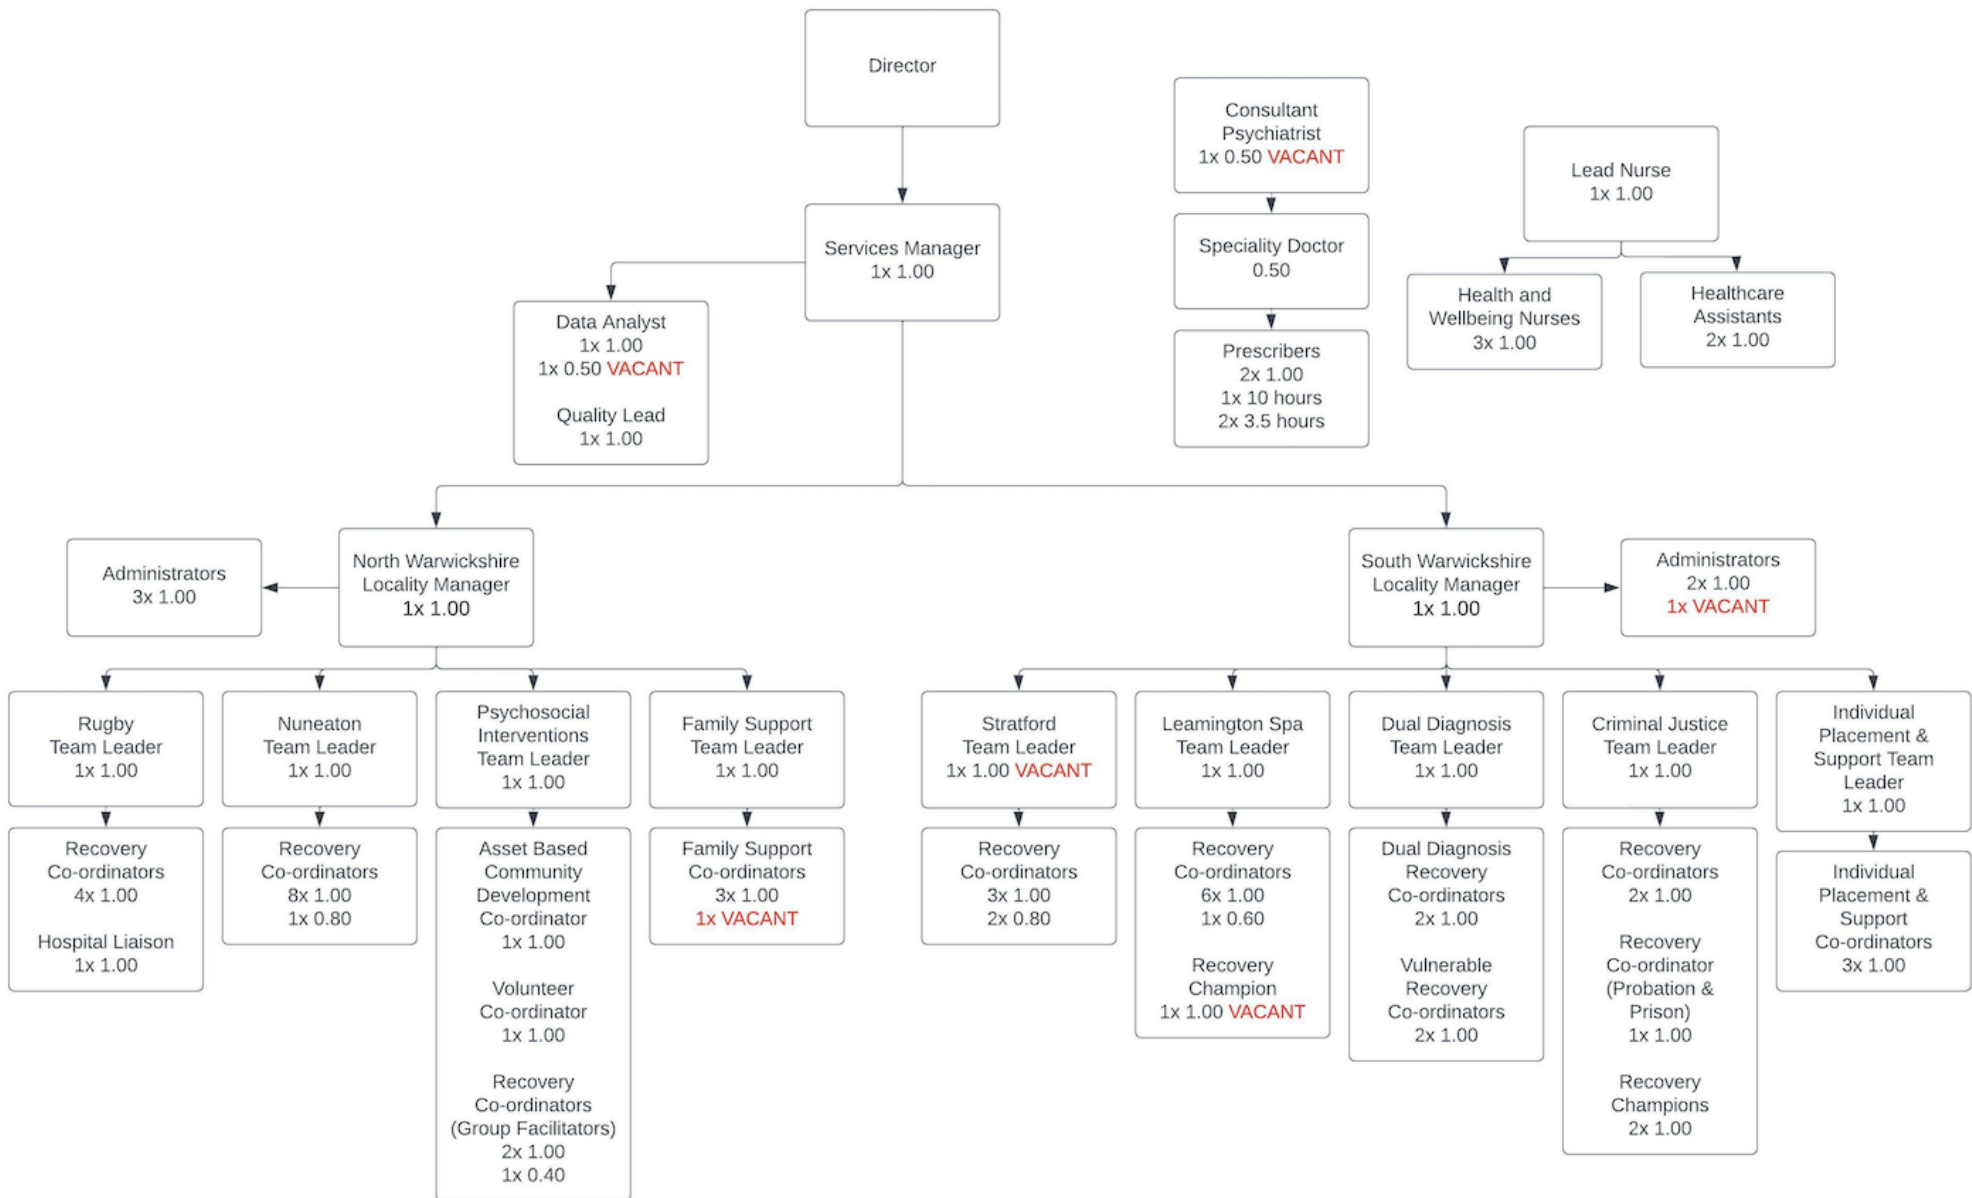 Director
Consultant
Psychiatrist
1x 0.50 VACANT
Lead Nurse
1x 1.00
Services Manager
1x 1.00
Speciality Doctor
0.50
Health and
Wellbeing Nurses
3x 1.00
Healthcare
Assistants
2x 1.00
Data Analyst
1x 1.00
1x 0.50 VACANT
Quality Lead
1x 1.00
Prescribers
2x 1.00
1x 10 hours
2x 3.5 hours
Administrators
3x 1.00
North Warwickshire
Locality Manager
1x 1.00
South Warwickshire
Locality Manager
1x 1.00
Administrators
2x 1.00
1x VACANT
Rugby
Team Leader
1x 1.00
Nuneaton
Team Leader
1x 1.00
Psychosocial
Interventions
Team Leader
1x 1.00
Family Support
Team Leader
1x 1.00
Stratford
Team Leader
1x 1.00 VACANT
Leamington Spa
Team Leader
1x 1.00
Dual Diagnosis
Team Leader
1x 1.00
Criminal Justice
Team Leader
1x 1.00
Individual
Placement &
Support Team
Leader
1x 1.00
Recovery
Co-ordinators
4x 1.00
Hospital Liaison
1x 1.00
Recovery
Co-ordinators
8x 1.00
1x 0.80
Asset Based
Community
Development
Co-ordinator
1x 1.00
Volunteer
Co-ordinator
1x 1.00
Recovery
Co-ordinators
(Group Facilitators)
2x 1.00
1x 0.40
Family Support
Co-ordinators
3x 1.00
1x VACANT
Recovery
Co-ordinators
3x 1.00
2x 0.80
Recovery
Co-ordinators
6x 1.00
1x 0.60
Recovery
Champion
1x 1.00 VACANT
Dual Diagnosis
Recovery
Co-ordinators
2x 1.00
Vulnerable
Recovery
Co-ordinators
2x 1.00
Recovery
Co-ordinators
2x 1.00
Recovery
Co-ordinator
(Probation &
Prison)
1x 1.00
Recovery
Champions
2x 1.00
Individual
Placement &
Support
Co-ordinators
3x 1.00